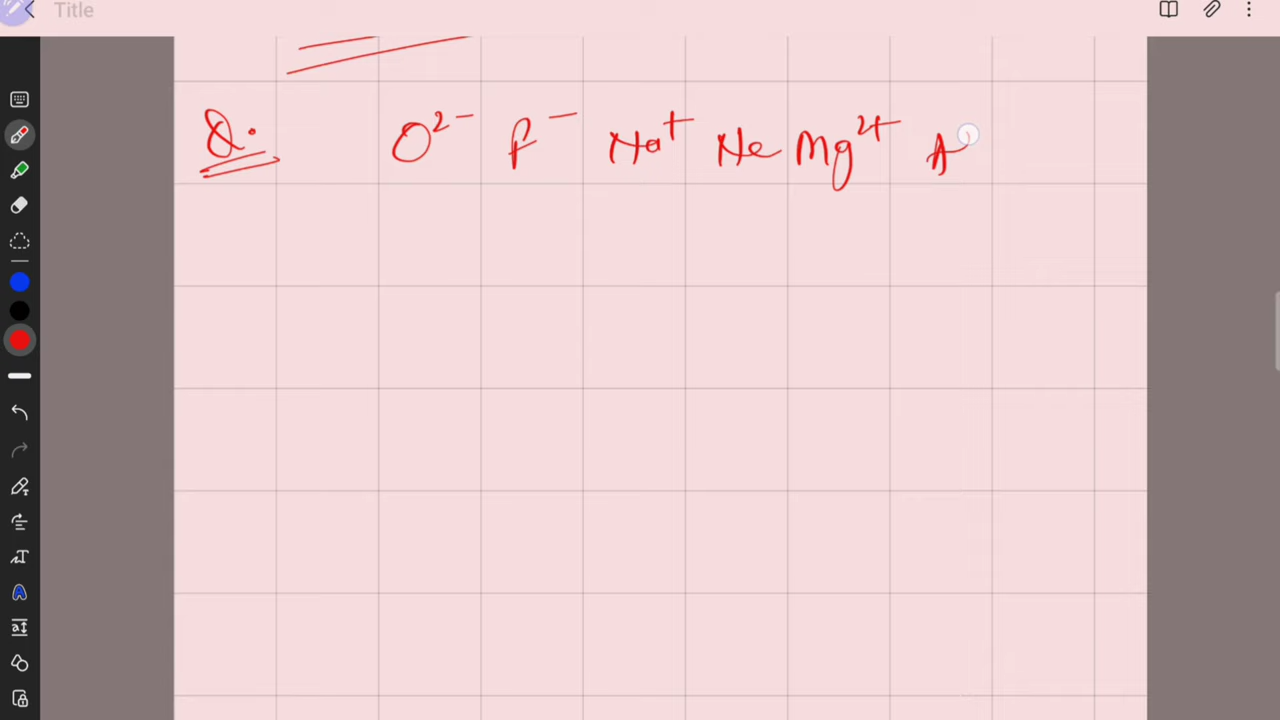 Title
Q. O²⁻ F⁻ Na⁺ Ne Mg²⁺ A